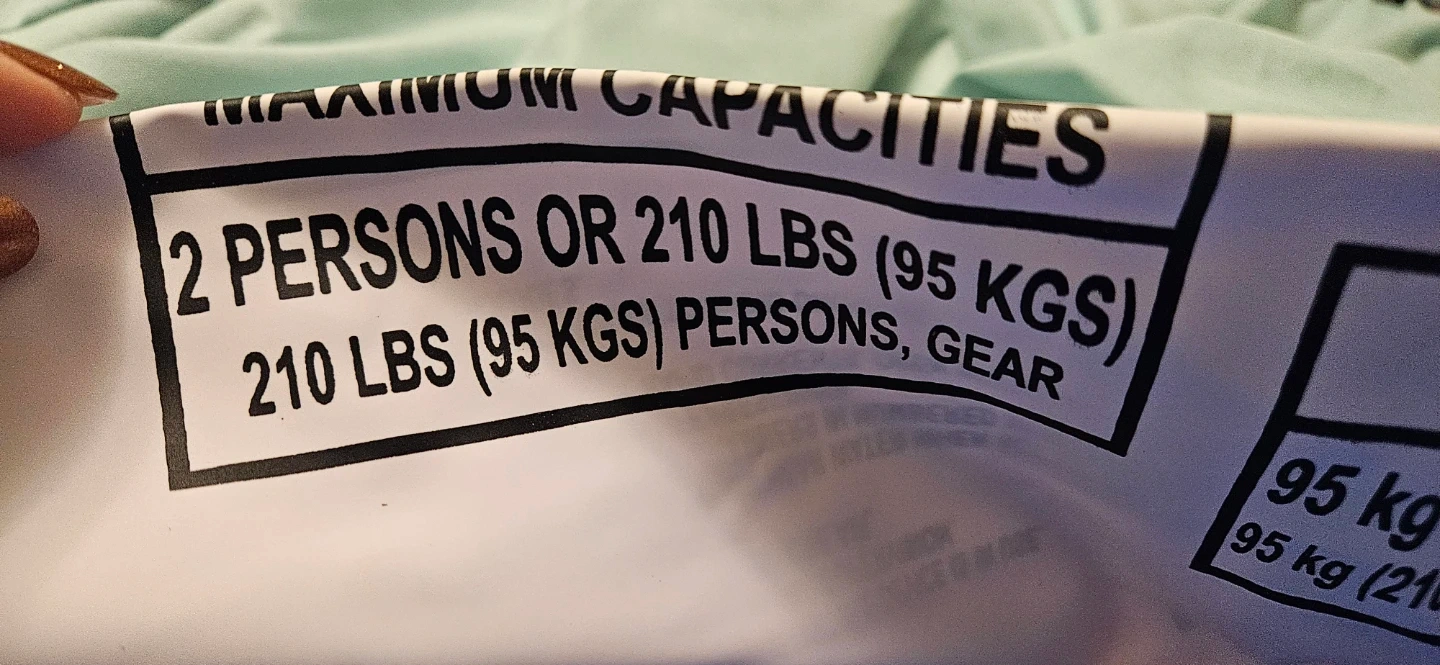 MAXIMUM CAPACITIES
2 PERSONS OR 210 LBS (95 KGS)
210 LBS (95 KGS) PERSONS, GEAR
95 kg
95 kg (210